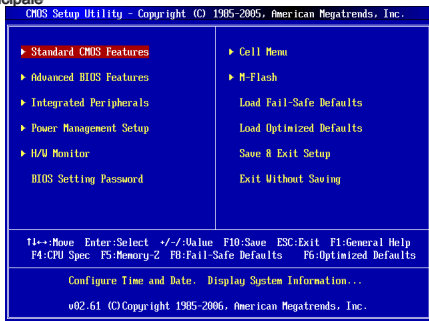 cipale
CMOS Setup Utility - Copyright (C) 1985-2005, American Megatrends, Inc.
▶ Standard CMOS Features
▶ Advanced BIOS Features
▶ Integrated Peripherals
▶ Power Management Setup
▶ H/W Monitor
BIOS Setting Password
▶ Cell Menu
▶ M-Flash
Load Fail-Safe Defaults
Load Optimized Defaults
Save & Exit Setup
Exit Without Saving
↑↓←→:Move Enter:Select +/-/:Value F10:Save ESC:Exit F1:General Help
F4:CPU Spec F5:Memory-Z F8:Fail-Safe Defaults F6:Optimized Defaults
Configure Time and Date. Display System Information...
v02.61 (C)Copyright 1985-2006, American Megatrends, Inc.